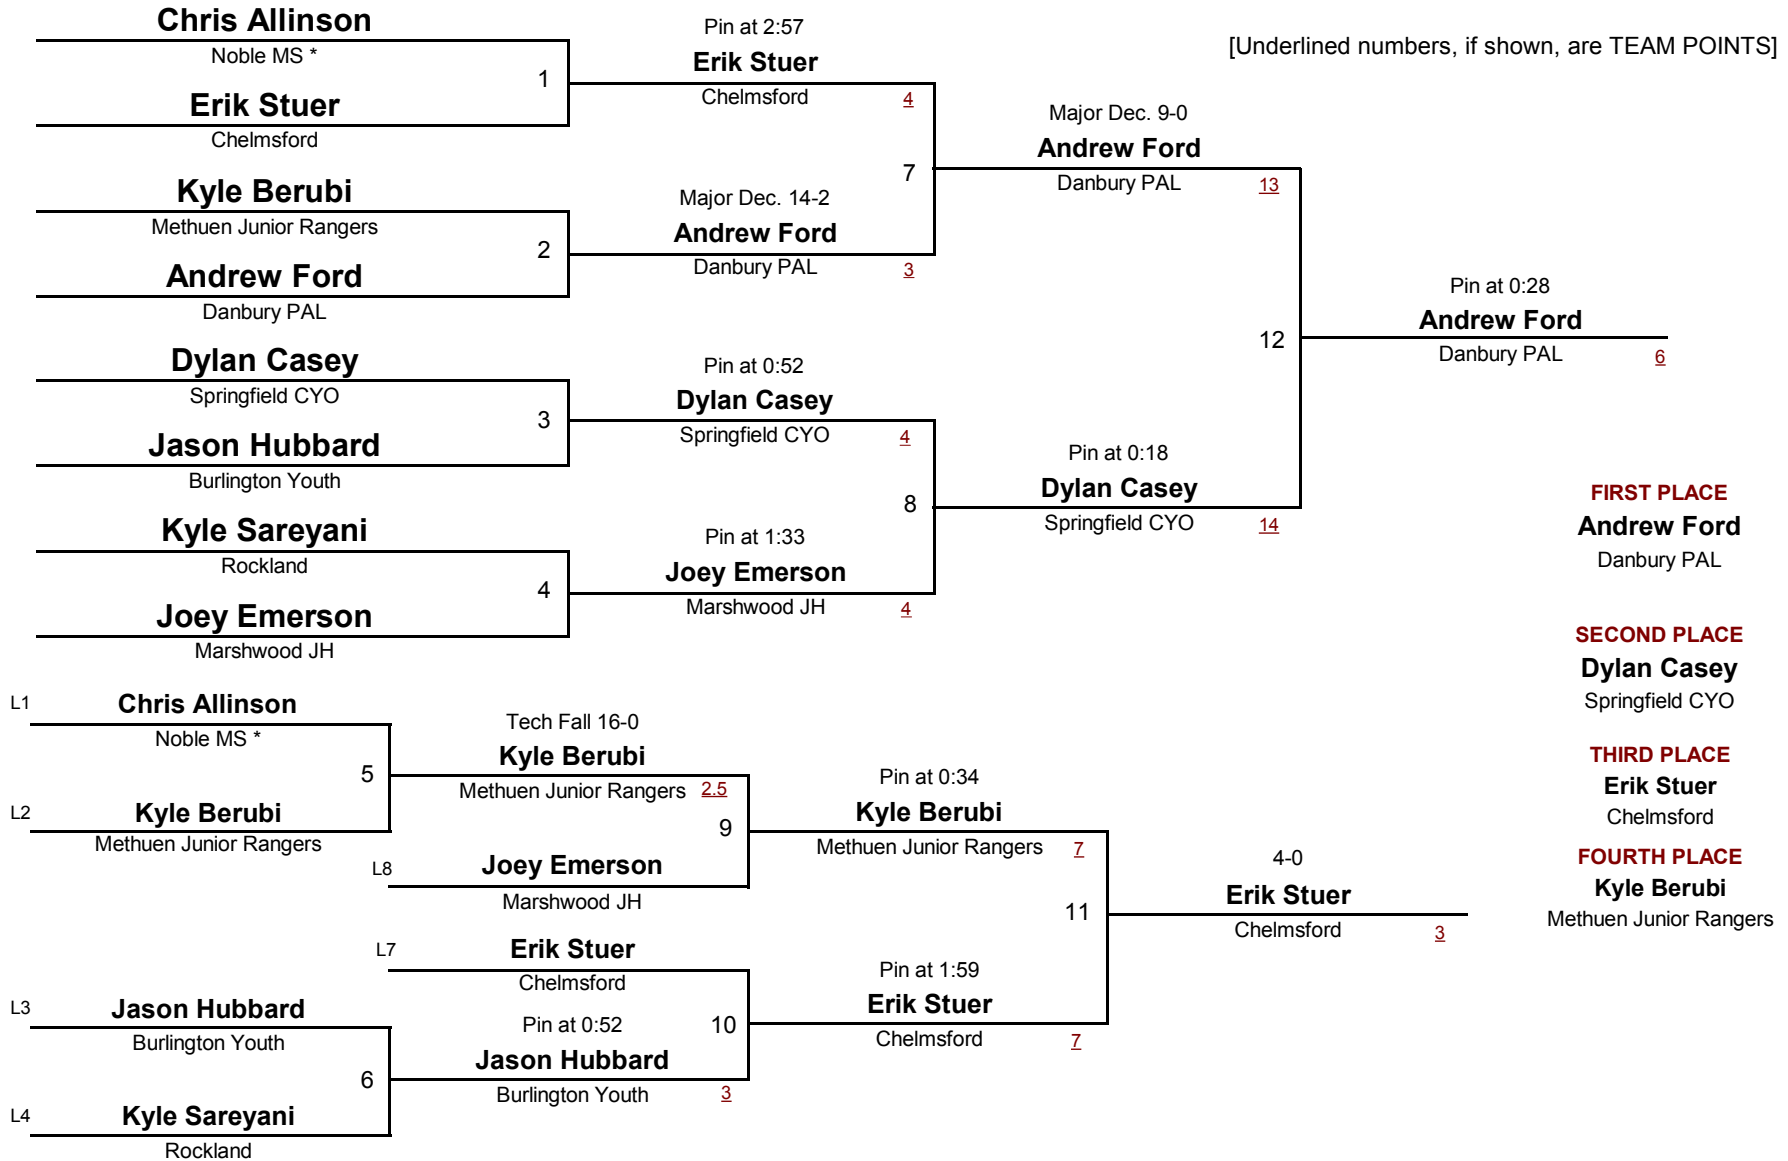 Chris Allinson
Noble MS *
1
Erik Stuer
Chelmsford
Kyle Berubi
Methuen Junior Rangers
2
Andrew Ford
Danbury PAL
Dylan Casey
Springfield CYO
3
Jason Hubbard
Burlington Youth
Kyle Sareyani
Rockland
4
Joey Emerson
Marshwood JH
Pin at 2:57
Erik Stuer
Chelmsford
4
7
Major Dec. 14-2
Andrew Ford
Danbury PAL
3
Pin at 0:52
Dylan Casey
Springfield CYO
4
8
Pin at 1:33
Joey Emerson
Marshwood JH
4
[Underlined numbers, if shown, are TEAM POINTS]
Major Dec. 9-0
Andrew Ford
Danbury PAL
13
12
Pin at 0:18
Dylan Casey
Springfield CYO
14
Pin at 0:28
Andrew Ford
Danbury PAL
6
L1
Chris Allinson
Noble MS *
5
L2
Kyle Berubi
Methuen Junior Rangers
Tech Fall 16-0
Kyle Berubi
Methuen Junior Rangers
2.5
9
L8
Joey Emerson
Marshwood JH
L7
Erik Stuer
Chelmsford
10
L3
Jason Hubbard
Burlington Youth
6
L4
Kyle Sareyani
Rockland
Pin at 0:52
Jason Hubbard
Burlington Youth
3
Pin at 0:34
Kyle Berubi
Methuen Junior Rangers
7
11
Pin at 1:59
Erik Stuer
Chelmsford
7
4-0
Erik Stuer
Chelmsford
3
FIRST PLACE
Andrew Ford
Danbury PAL
SECOND PLACE
Dylan Casey
Springfield CYO
THIRD PLACE
Erik Stuer
Chelmsford
FOURTH PLACE
Kyle Berubi
Methuen Junior Rangers